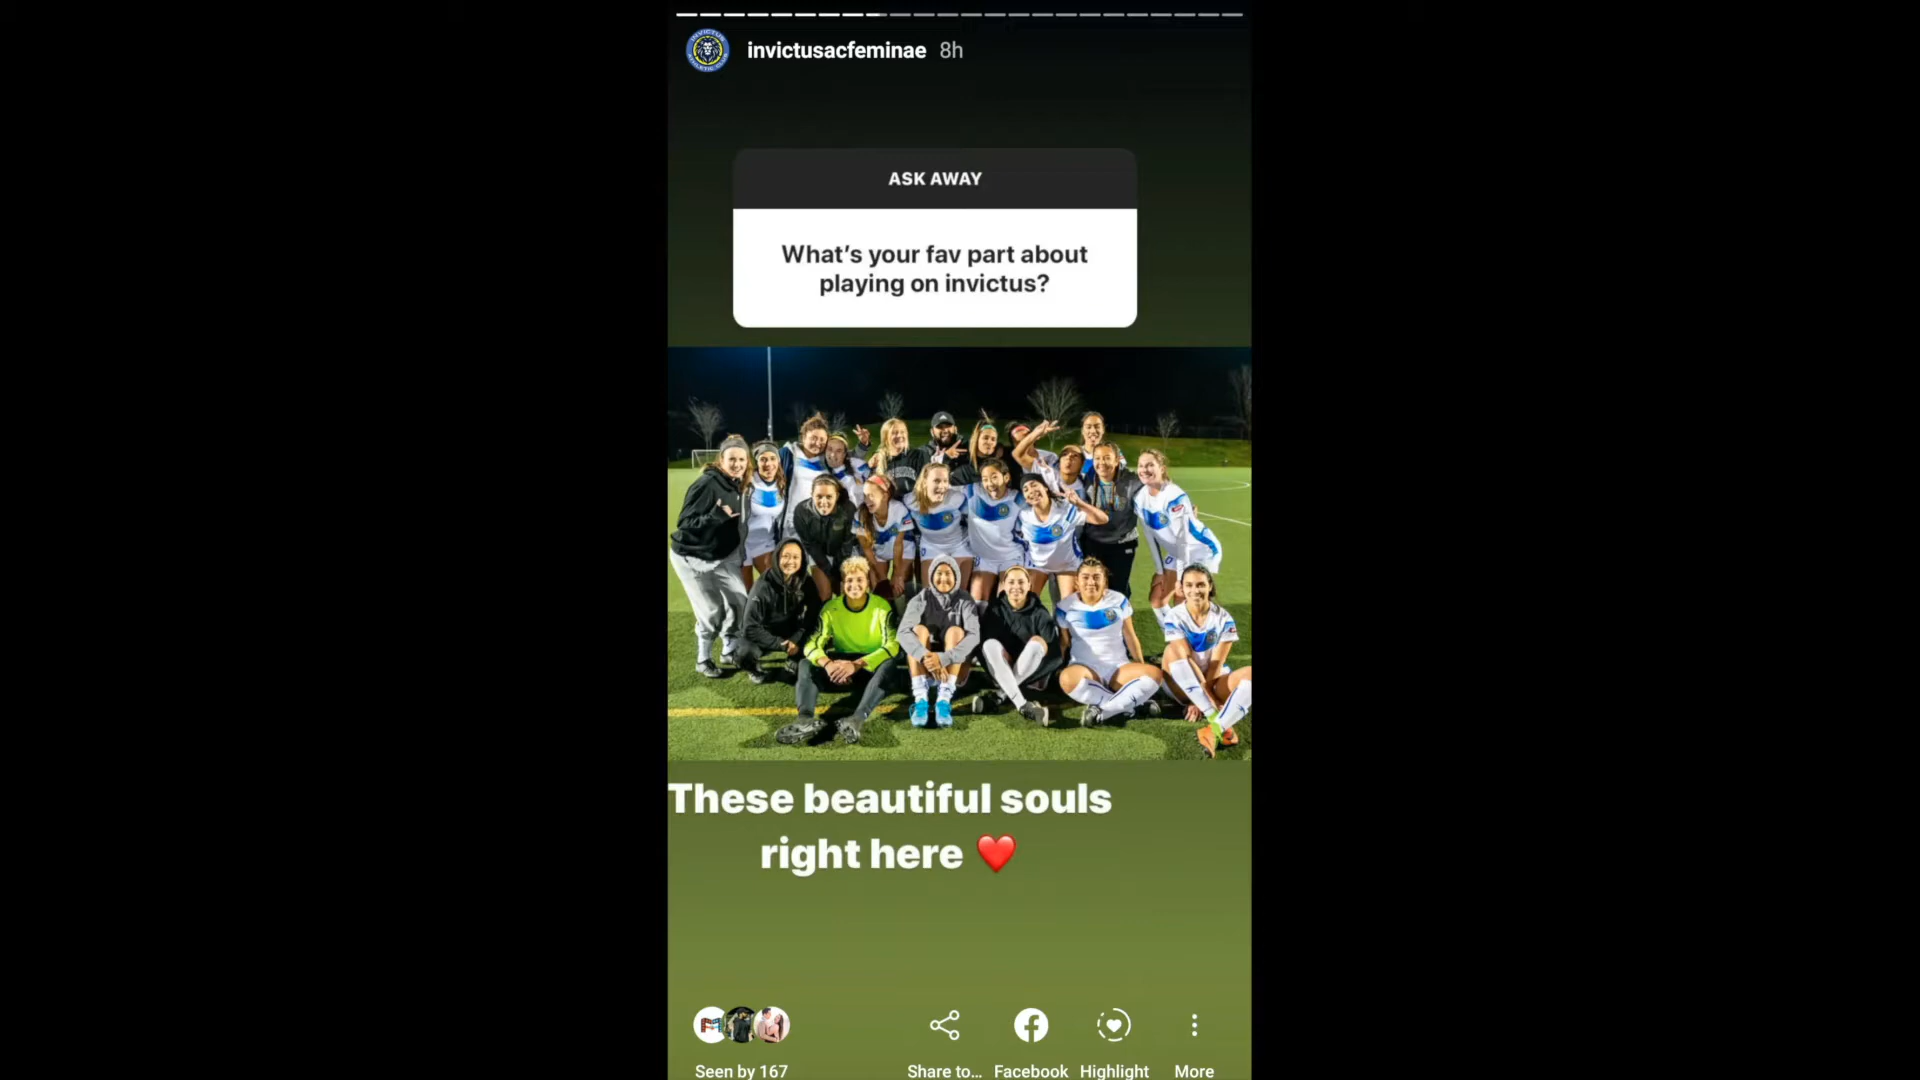 invictusacfeminae 8h
ASK AWAY
What's your fav part about
playing on invictus?
These beautiful souls
right here ❤️
Seen by 167
Share to...
Facebook
Highlight
More